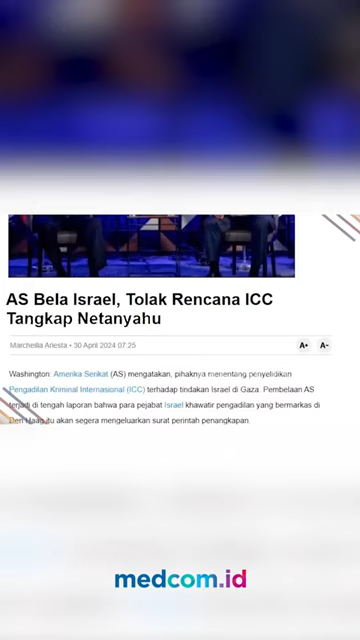 AS Bela Israel, Tolak Rencana ICC
Tangkap Netanyahu
Marcheilla Ariesta • 30 April 2024 07:25
A+ A-
Washington: Amerika Serikat (AS) mengatakan, pihaknya menentang penyelidikan
Pengadilan Kriminal Internasional (ICC) terhadap tindakan Israel di Gaza. Pembelaan AS
terjadi di tengah laporan bahwa para pejabat Israel khawatir pengadilan yang bermarkas di
Den Haag itu akan segera mengeluarkan surat perintah penangkapan.
medcom.id